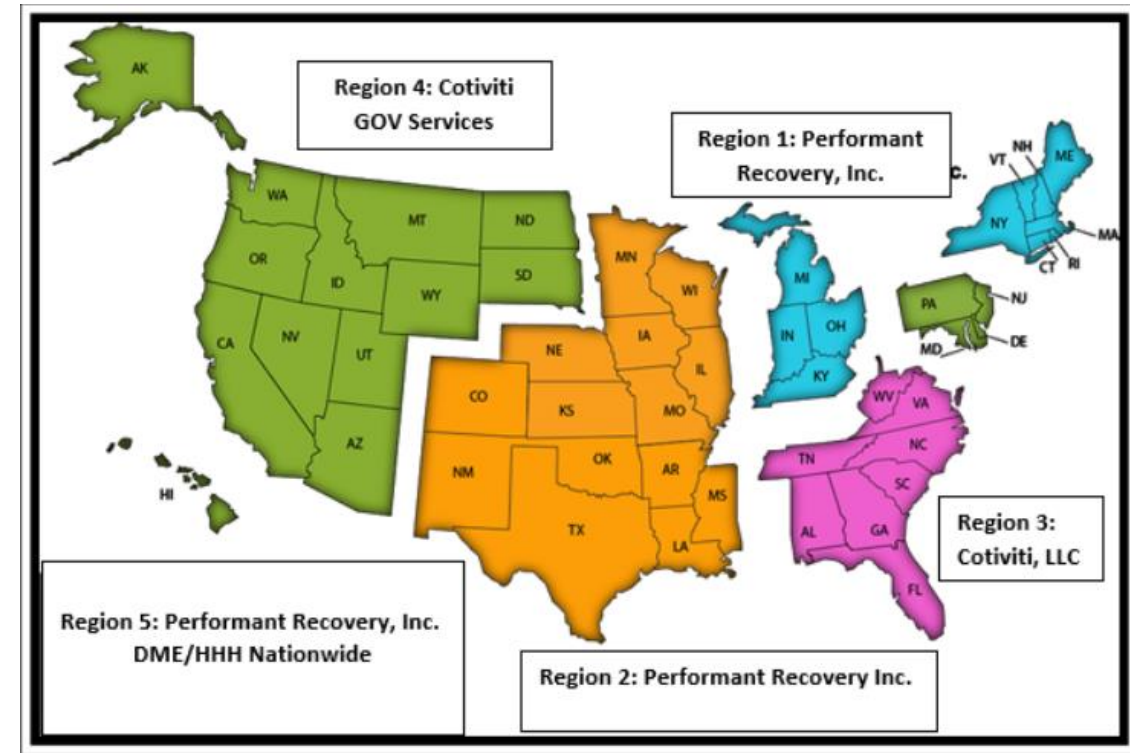 AK
Region 4: Cotiviti
GOV Services
Region 1: Performant
Recovery, Inc.
c.
NH
VT
ME
NY
MA
CT
RI
WA
MT
ND
OR
ID
SD
WY
MN
WI
MI
PA
NJ
CA
NV
UT
NE
IA
IN
OH
MD
DE
CO
KS
MO
IL
KY
WV
VA
AZ
NM
OK
AR
TN
NC
HI
TX
MS
SC
LA
AL
GA
FL
Region 3:
Cotiviti, LLC
Region 5: Performant Recovery, Inc.
DME/HHH Nationwide
Region 2: Performant Recovery Inc.